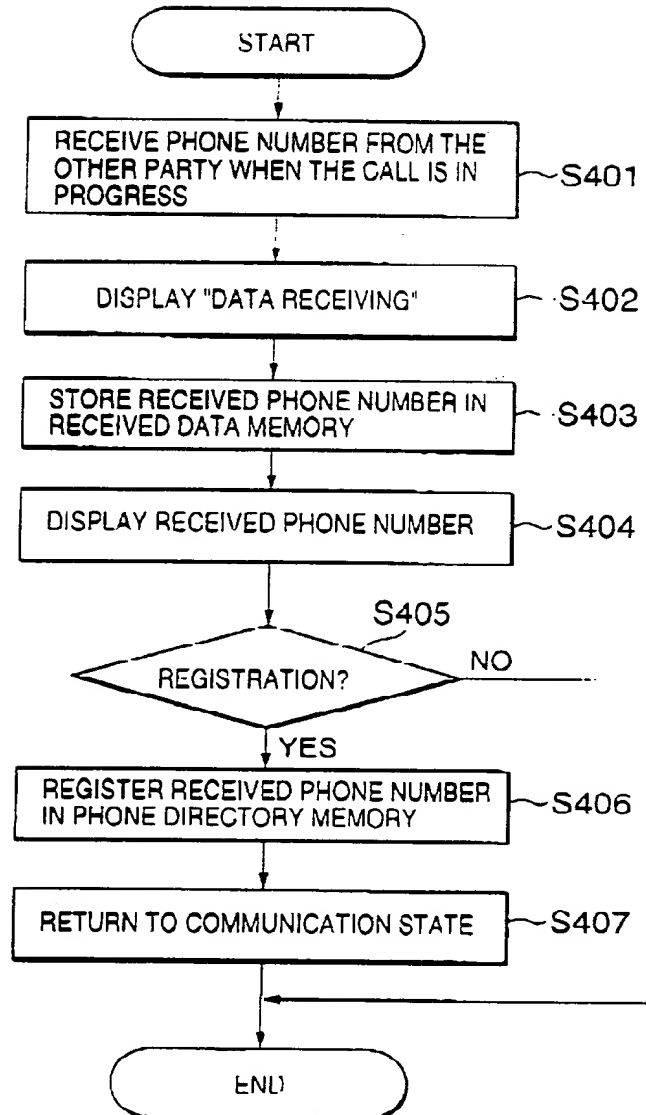 START
RECEIVE PHONE NUMBER FROM THE
OTHER PARTY WHEN THE CALL IS IN
PROGRESS
S401
DISPLAY "DATA RECEIVING"
S402
STORE RECEIVED PHONE NUMBER IN
RECEIVED DATA MEMORY
S403
DISPLAY RECEIVED PHONE NUMBER
S404
S405
REGISTRATION?
NO
YES
REGISTER RECEIVED PHONE NUMBER
IN PHONE DIRECTORY MEMORY
S406
RETURN TO COMMUNICATION STATE
S407
END